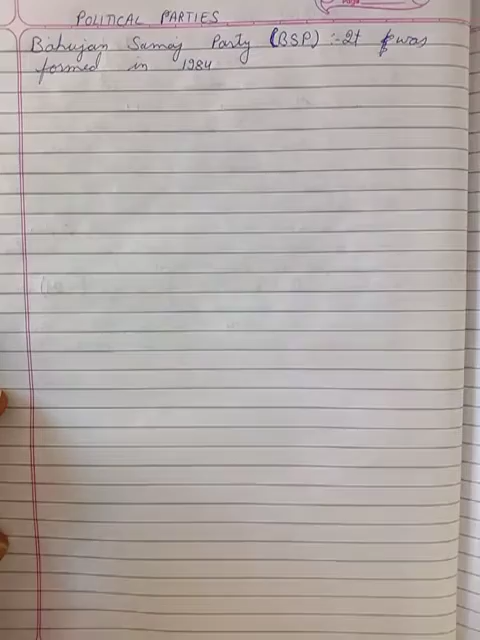 POLITICAL PARTIES
Bahujan Samaj Party (BSP) :- It was
formed in 1984